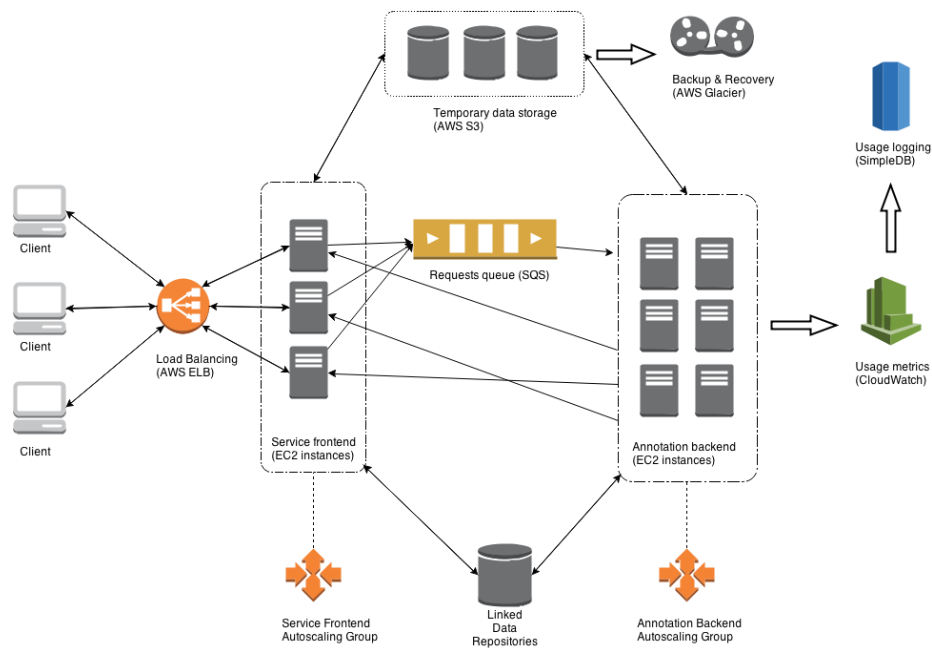 Temporary data storage
(AWS S3)
Backup & Recovery
(AWS Glacier)
Usage logging
(SimpleDB)
Client
Client
Client
Load Balancing
(AWS ELB)
Requests queue (SQS)
Usage metrics
(CloudWatch)
Service frontend
(EC2 instances)
Annotation backend
(EC2 instances)
Service Frontend
Autoscaling Group
Linked
Data
Repositories
Annotation Backend
Autoscaling Group